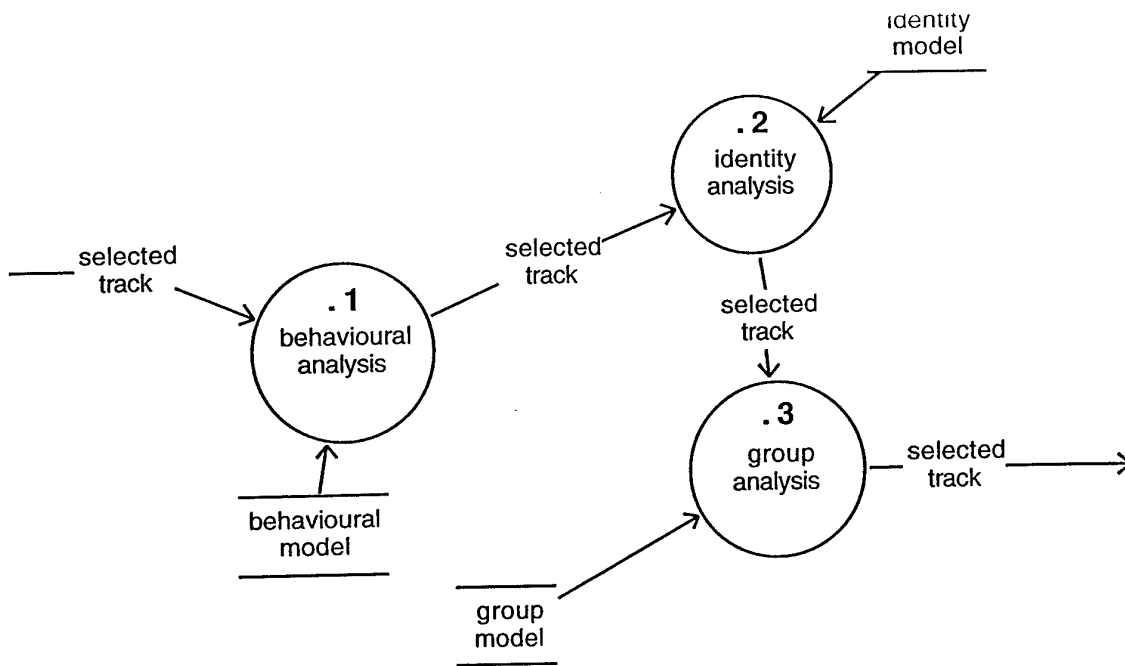 identity
model
.2
identity
analysis
selected
track
selected
track
.1
behavioural
analysis
selected
track
behavioural
model
.3
group
analysis
selected
track
group
model